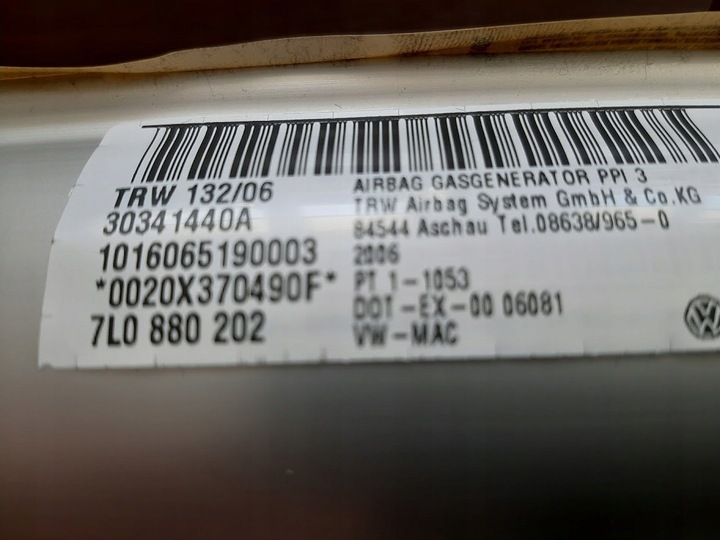 TRW 132/06
30341440A
1016065190003
*0020X370490F*
7L0 880 202
AIRBAG GASGENERATOR PPI 3
TRW Airbag System GmbH & Co.KG
84544 Aschau Tel.08638/965-0
2006
PT 1-1053
DOT-EX-00 06081
VW-MAC